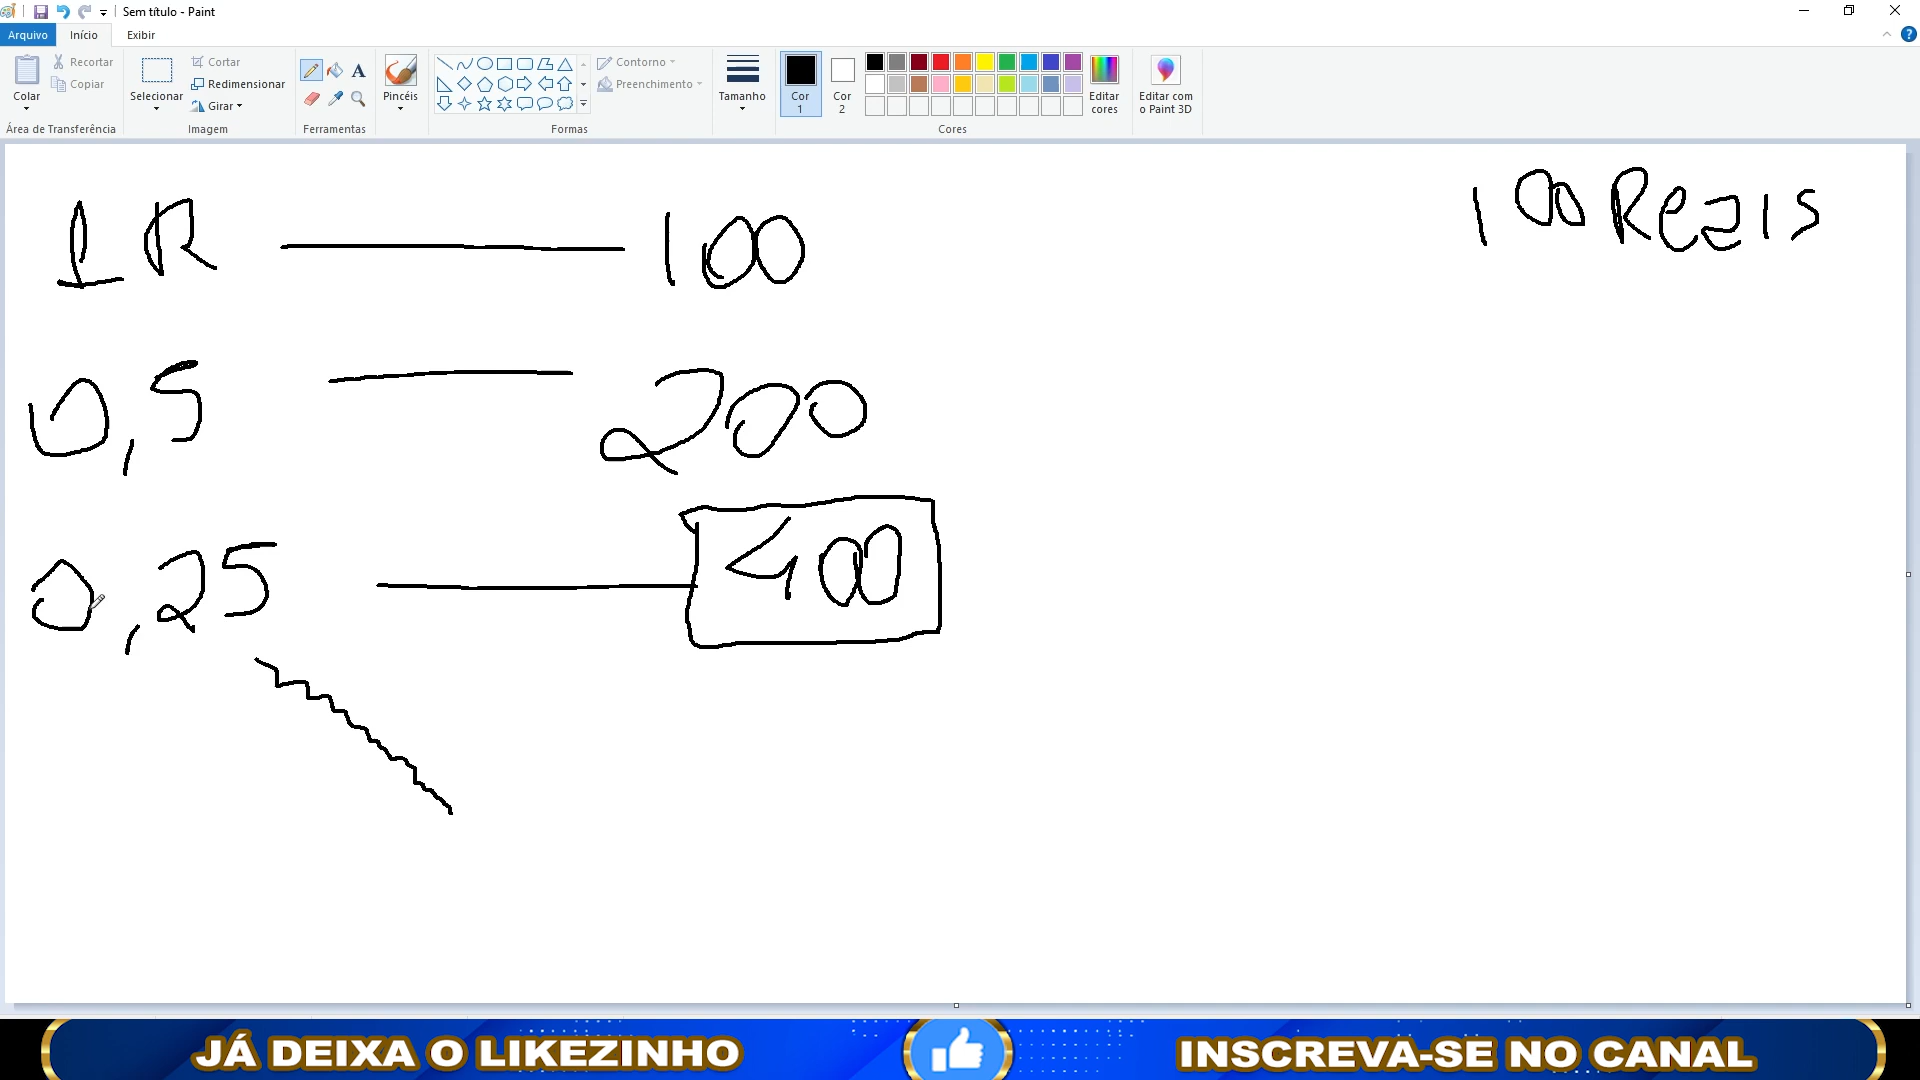 Sem título - Paint
Arquivo Início Exibir
Colar
Recortar
Copiar
Área de Transferência
Selecionar
Cortar
Redimensionar
Girar
Imagem
A
Ferramentas
Pincéis
Contorno
Preenchimento
Formas
Tamanho
Cor 1
Cor 2
Editar cores
Editar com o Paint 3D
Cores
1 R 100
100 Reais
0,5 200
0,25 400
JÁ DEIXA O LIKEZINHO INSCREVA-SE NO CANAL